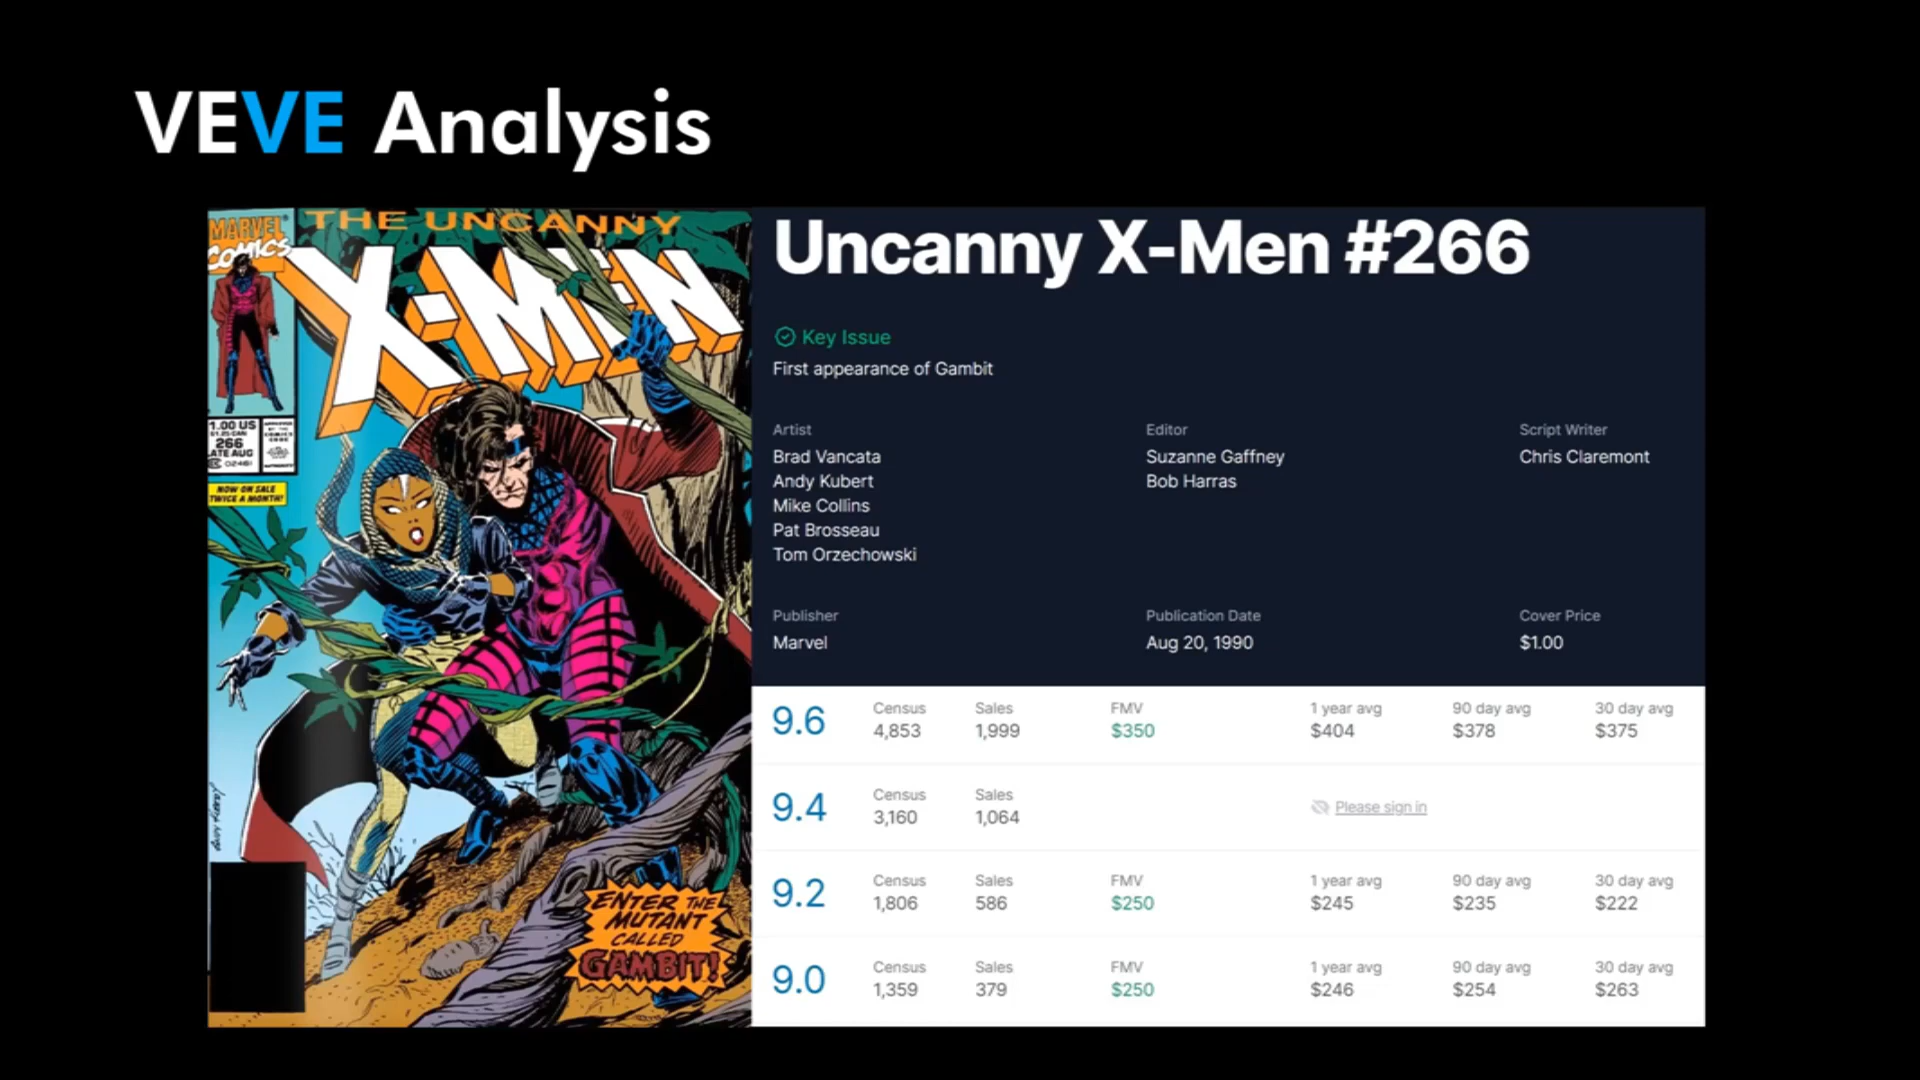 VEVE Analysis
MARVEL COMICS
THE UNCANNY
X-MEN
1.00 US
266
LATE AUG
02461
NOW ON SALE
TWICE A MONTH!
ENTER THE
MUTANT
CALLED
GAMBIT!
Uncanny X-Men #266
Key Issue
First appearance of Gambit
Artist
Brad Vancata
Andy Kubert
Mike Collins
Pat Brosseau
Tom Orzechowski
Editor
Suzanne Gaffney
Bob Harras
Script Writer
Chris Claremont
Publisher
Marvel
Publication Date
Aug 20, 1990
Cover Price
$1.00
9.6 Census Sales FMV 1 year avg 90 day avg 30 day avg
4,853 1,999 $350 $404 $378 $375
9.4 Census Sales
3,160 1,064 Please sign in
9.2 Census Sales FMV 1 year avg 90 day avg 30 day avg
1,806 586 $250 $245 $235 $222
9.0 Census Sales FMV 1 year avg 90 day avg 30 day avg
1,359 379 $250 $246 $254 $263